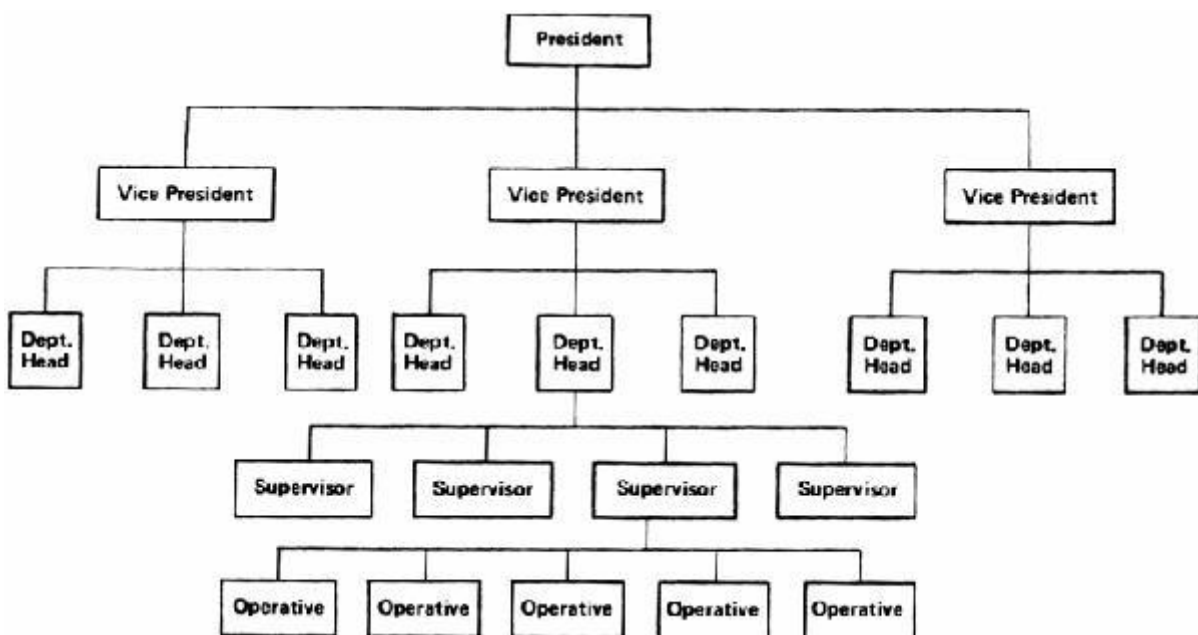 President
Vice President
Vice President
Vice President
Dept.
Head
Dept.
Head
Dept.
Head
Dept.
Head
Dept.
Head
Dept.
Head
Dept.
Head
Dept.
Head
Dept.
Head
Supervisor
Supervisor
Supervisor
Supervisor
Operative
Operative
Operative
Operative
Operative